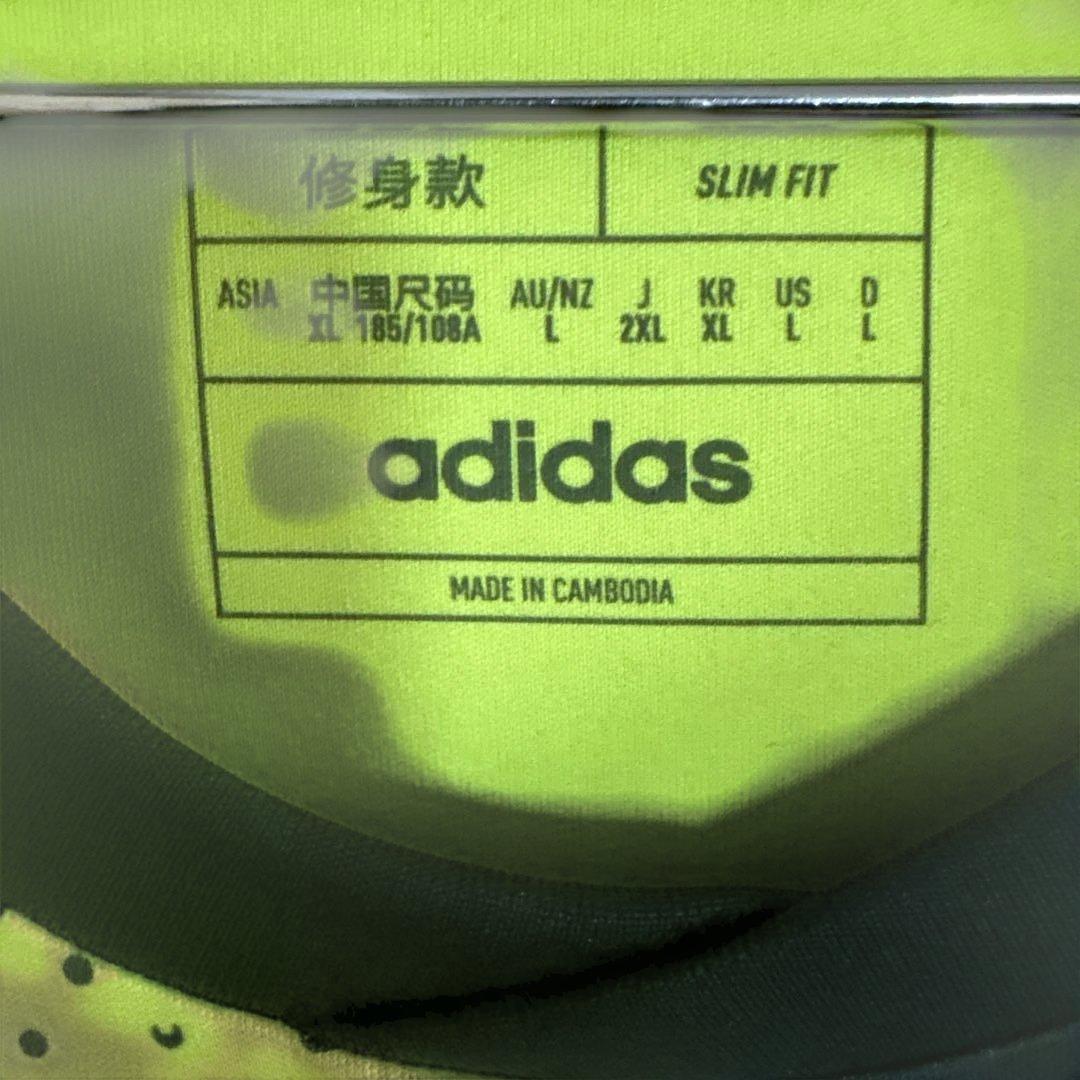 修身款 SLIM FIT
ASIA 中国尺码 AU/NZ J KR US D
XL 185/108A L 2XL XL L L
adidas
MADE IN CAMBODIA